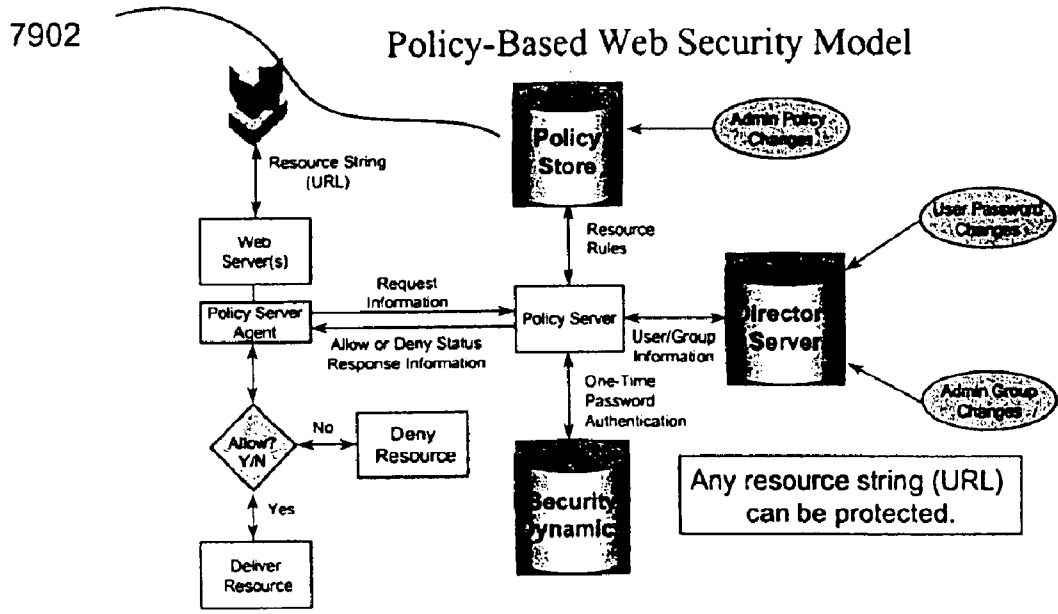 7902
Policy-Based Web Security Model
Resource String
(URL)
Policy
Store
Admin Policy
Changes
Web
Server(s)
Resource
Rules
User Password
Changes
Request
Information
Policy Server
Agent
Policy Server
Director
Server
Allow or Deny Status
Response Information
User/Group
Information
One-Time
Password
Authentication
Admin Group
Changes
Allow?
Y/N
No
Deny
Resource
Yes
Security
Dynamic
Any resource string (URL)
can be protected.
Deliver
Resource